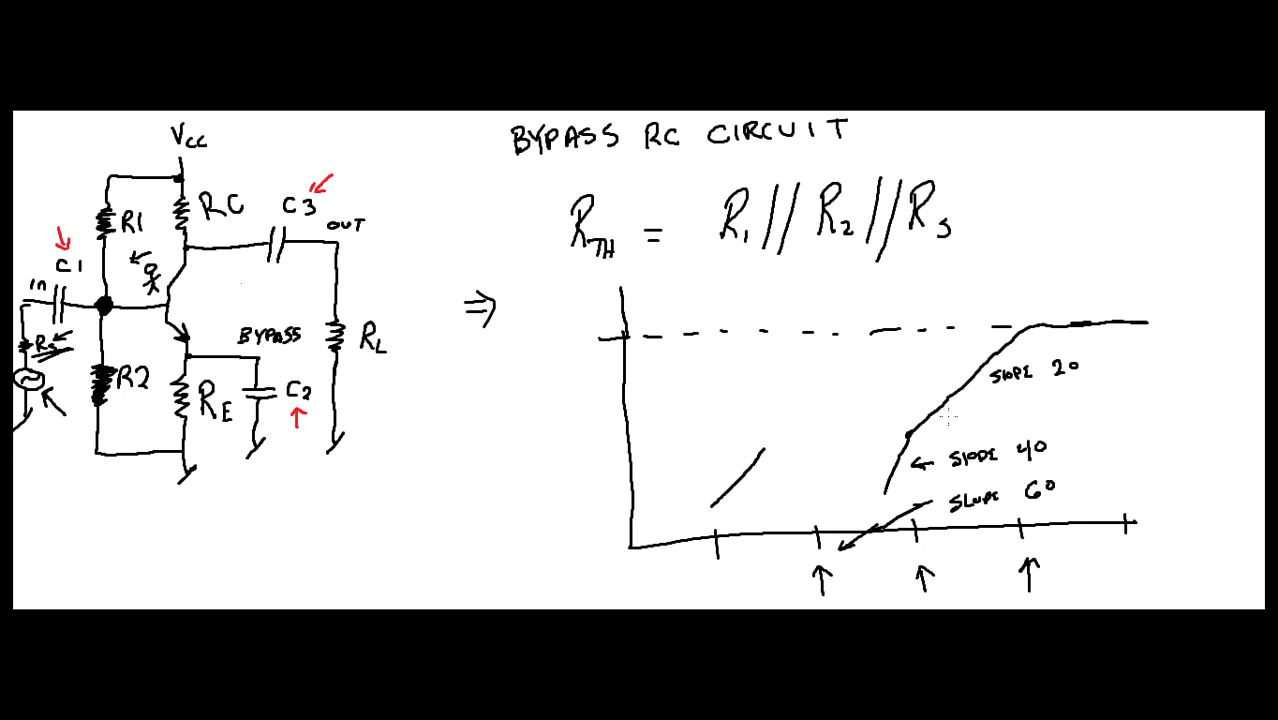 BYPASS RC CIRCUIT
VCC
R1
RC
C3
OUT
C1
IN
RTH = R1 // R2 // RS
RS
BYPASS
RL
R2
RE
C2
SLOPE 20
SLOPE 40
SLOPE 60